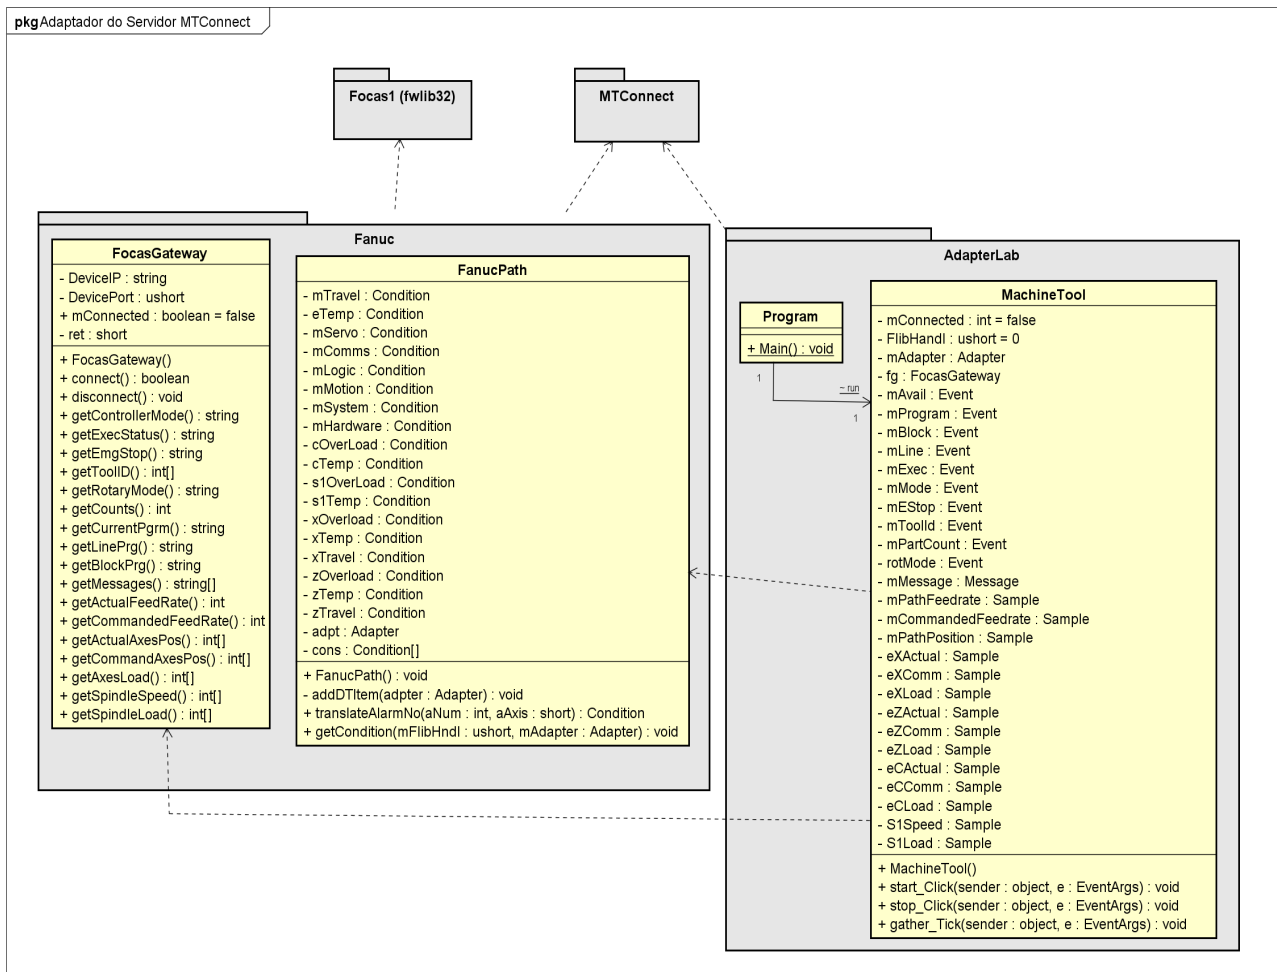 pkg Adaptador do Servidor MTConnect
Focas1 (fwlib32)
MTConnect
Fanuc
FocasGateway
- DeviceIP : string
- DevicePort : ushort
+ mConnected : boolean = false
- ret : short
+ FocasGateway()
+ connect() : boolean
+ disconnect() : void
+ getControllerMode() : string
+ getExecStatus() : string
+ getEmgStop() : string
+ getToolID() : int[]
+ getRotaryMode() : string
+ getCounts() : int
+ getCurrentPgrm() : string
+ getLinePrg() : string
+ getBlockPrg() : string
+ getMessages() : string[]
+ getActualFeedRate() : int
+ getCommandedFeedRate() : int
+ getActualAxesPos() : int[]
+ getCommandAxesPos() : int[]
+ getAxesLoad() : int[]
+ getSpindleSpeed() : int[]
+ getSpindleLoad() : int[]
FanucPath
- mTravel : Condition
- eTemp : Condition
- mServo : Condition
- mComms : Condition
- mLogic : Condition
- mMotion : Condition
- mSystem : Condition
- mHardware : Condition
- cOverLoad : Condition
- cTemp : Condition
- s1OverLoad : Condition
- s1Temp : Condition
- xOverload : Condition
- xTemp : Condition
- xTravel : Condition
- zOverload : Condition
- zTemp : Condition
- zTravel : Condition
- adpt : Adapter
- cons : Condition[]
+ FanucPath() : void
- addDTItem(adpter : Adapter) : void
+ translateAlarmNo(aNum : int, aAxis : short) : Condition
+ getCondition(mFlibHndl : ushort, mAdapter : Adapter) : void
AdapterLab
Program
+ Main() : void
1
~ run
1
MachineTool
- mConnected : int = false
- FlibHandl : ushort = 0
- mAdapter : Adapter
- fg : FocasGateway
- mAvail : Event
- mProgram : Event
- mBlock : Event
- mLine : Event
- mExec : Event
- mMode : Event
- mEStop : Event
- mToolId : Event
- mPartCount : Event
- rotMode : Event
- mMessage : Message
- mPathFeedrate : Sample
- mCommandedFeedrate : Sample
- mPathPosition : Sample
- eXActual : Sample
- eXComm : Sample
- eXLoad : Sample
- eZActual : Sample
- eZComm : Sample
- eZLoad : Sample
- eCActual : Sample
- eCComm : Sample
- eCLoad : Sample
- S1Speed : Sample
- S1Load : Sample
+ MachineTool()
+ start_Click(sender : object, e : EventArgs) : void
+ stop_Click(sender : object, e : EventArgs) : void
+ gather_Tick(sender : object, e : EventArgs) : void